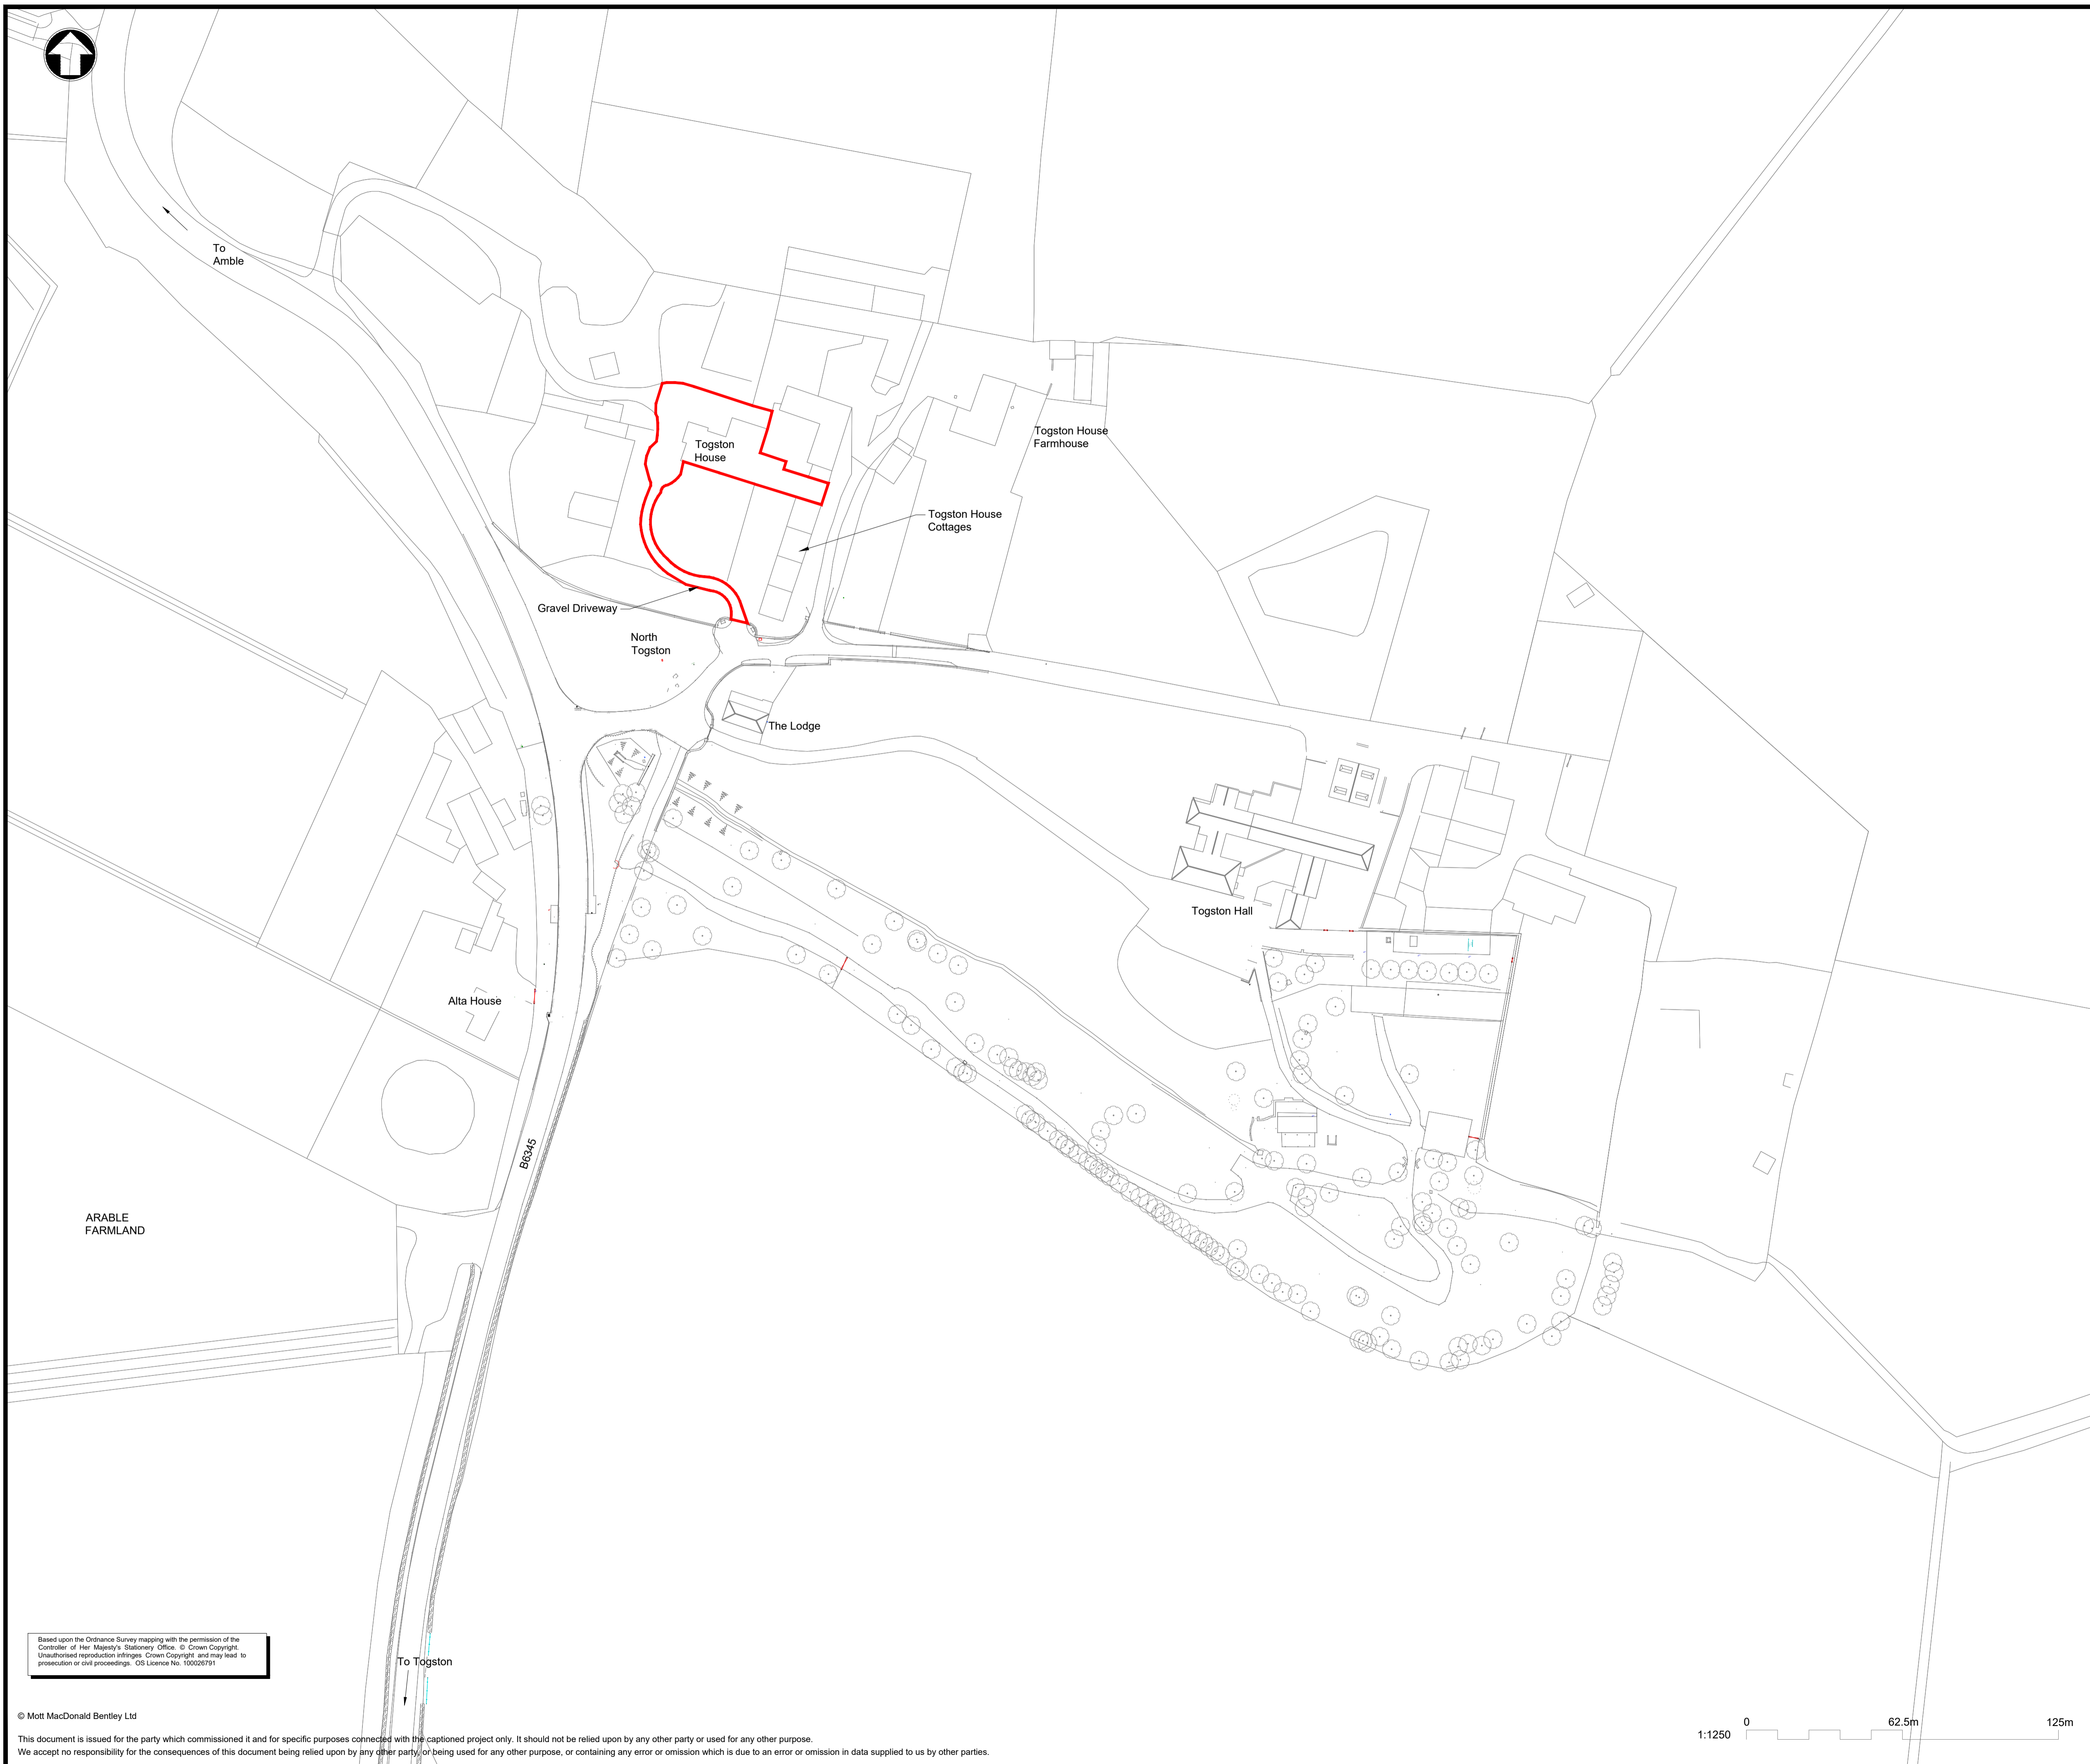 To
Amble
Togston
House
Togston House
Farmhouse
Togston House
Cottages
Gravel Driveway
North
Togston
The Lodge
Togston Hall
Alta House
B6345
ARABLE
FARMLAND
Based upon the Ordnance Survey mapping with the permission of the
Controller of Her Majesty's Stationery Office. © Crown Copyright.
Unauthorised reproduction infringes Crown Copyright and may lead to
prosecution or civil proceedings. OS Licence No. 100026791
To Togston
© Mott MacDonald Bentley Ltd
This document is issued for the party which commissioned it and for specific purposes connected with the captioned project only. It should not be relied upon by any other party or used for any other purpose.
We accept no responsibility for the consequences of this document being relied upon by any other party, or being used for any other purpose, or containing any error or omission which is due to an error or omission in data supplied to us by other parties.
1:1250
0
62.5m
125m